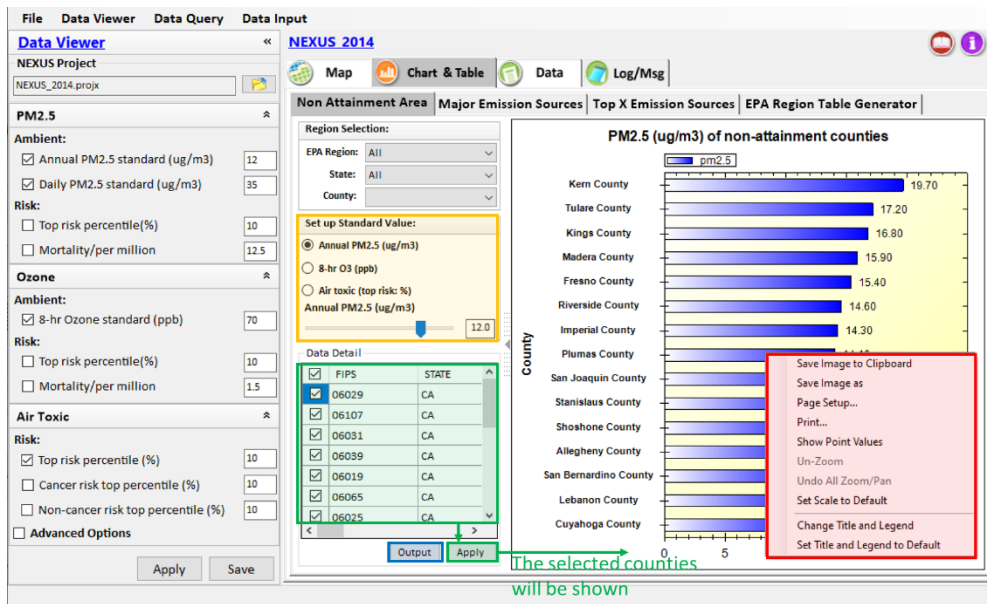 File Data Viewer Data Query Data Input
Data Viewer «
NEXUS Project
NEXUS_2014.projx
PM2.5
Ambient:
Annual PM2.5 standard (ug/m3) 12
Daily PM2.5 standard (ug/m3) 35
Risk:
Top risk percentile(%) 10
Mortality/per million 12.5
Ozone
Ambient:
8-hr Ozone standard (ppb) 70
Risk:
Top risk percentile(%) 10
Mortality/per million 1.5
Air Toxic
Risk:
Top risk percentile (%) 10
Cancer risk top percentile (%) 10
Non-cancer risk top percentile (%) 10
Advanced Options
Apply Save
NEXUS_2014
Map Chart & Table Data Log/Msg
Non Attainment Area Major Emission Sources Top X Emission Sources EPA Region Table Generator
Region Selection:
EPA Region: All
State: All
County:
Set up Standard Value:
Annual PM2.5 (ug/m3)
8-hr O3 (ppb)
Air toxic (top risk: %)
Annual PM2.5 (ug/m3)
12.0
Data Detail
FIPS STATE
06029 CA
06107 CA
06031 CA
06039 CA
06019 CA
06065 CA
06025 CA
Output Apply
PM2.5 (ug/m3) of non-attainment counties
pm2.5
County
Kern County 19.70
Tulare County 17.20
Kings County 16.80
Madera County 15.90
Fresno County 15.40
Riverside County 14.60
Imperial County 14.30
Plumas County
San Joaquin County
Stanislaus County
Shoshone County
Allegheny County
San Bernardino County
Lebanon County
Cuyahoga County
0 5
Save Image to Clipboard
Save Image as
Page Setup...
Print...
Show Point Values
Un-Zoom
Undo All Zoom/Pan
Set Scale to Default
Change Title and Legend
Set Title and Legend to Default
The selected counties
will be shown